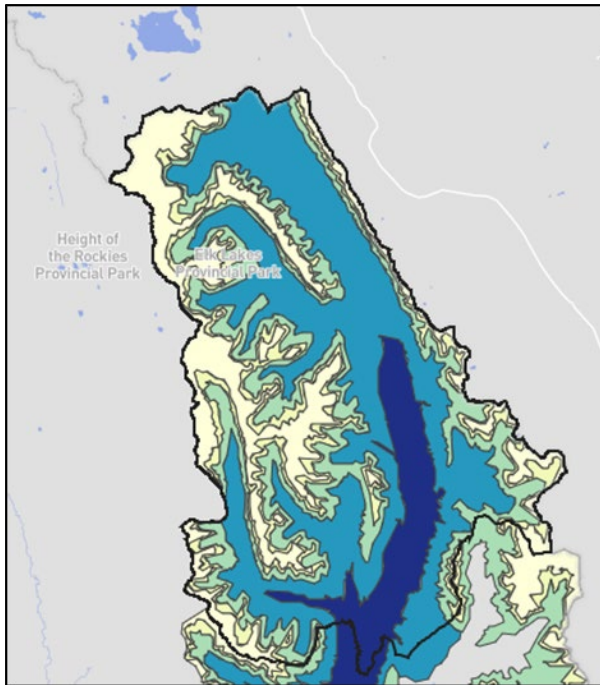 Height of
the Rockies
Provincial Park
Elk Lakes
Provincial Park